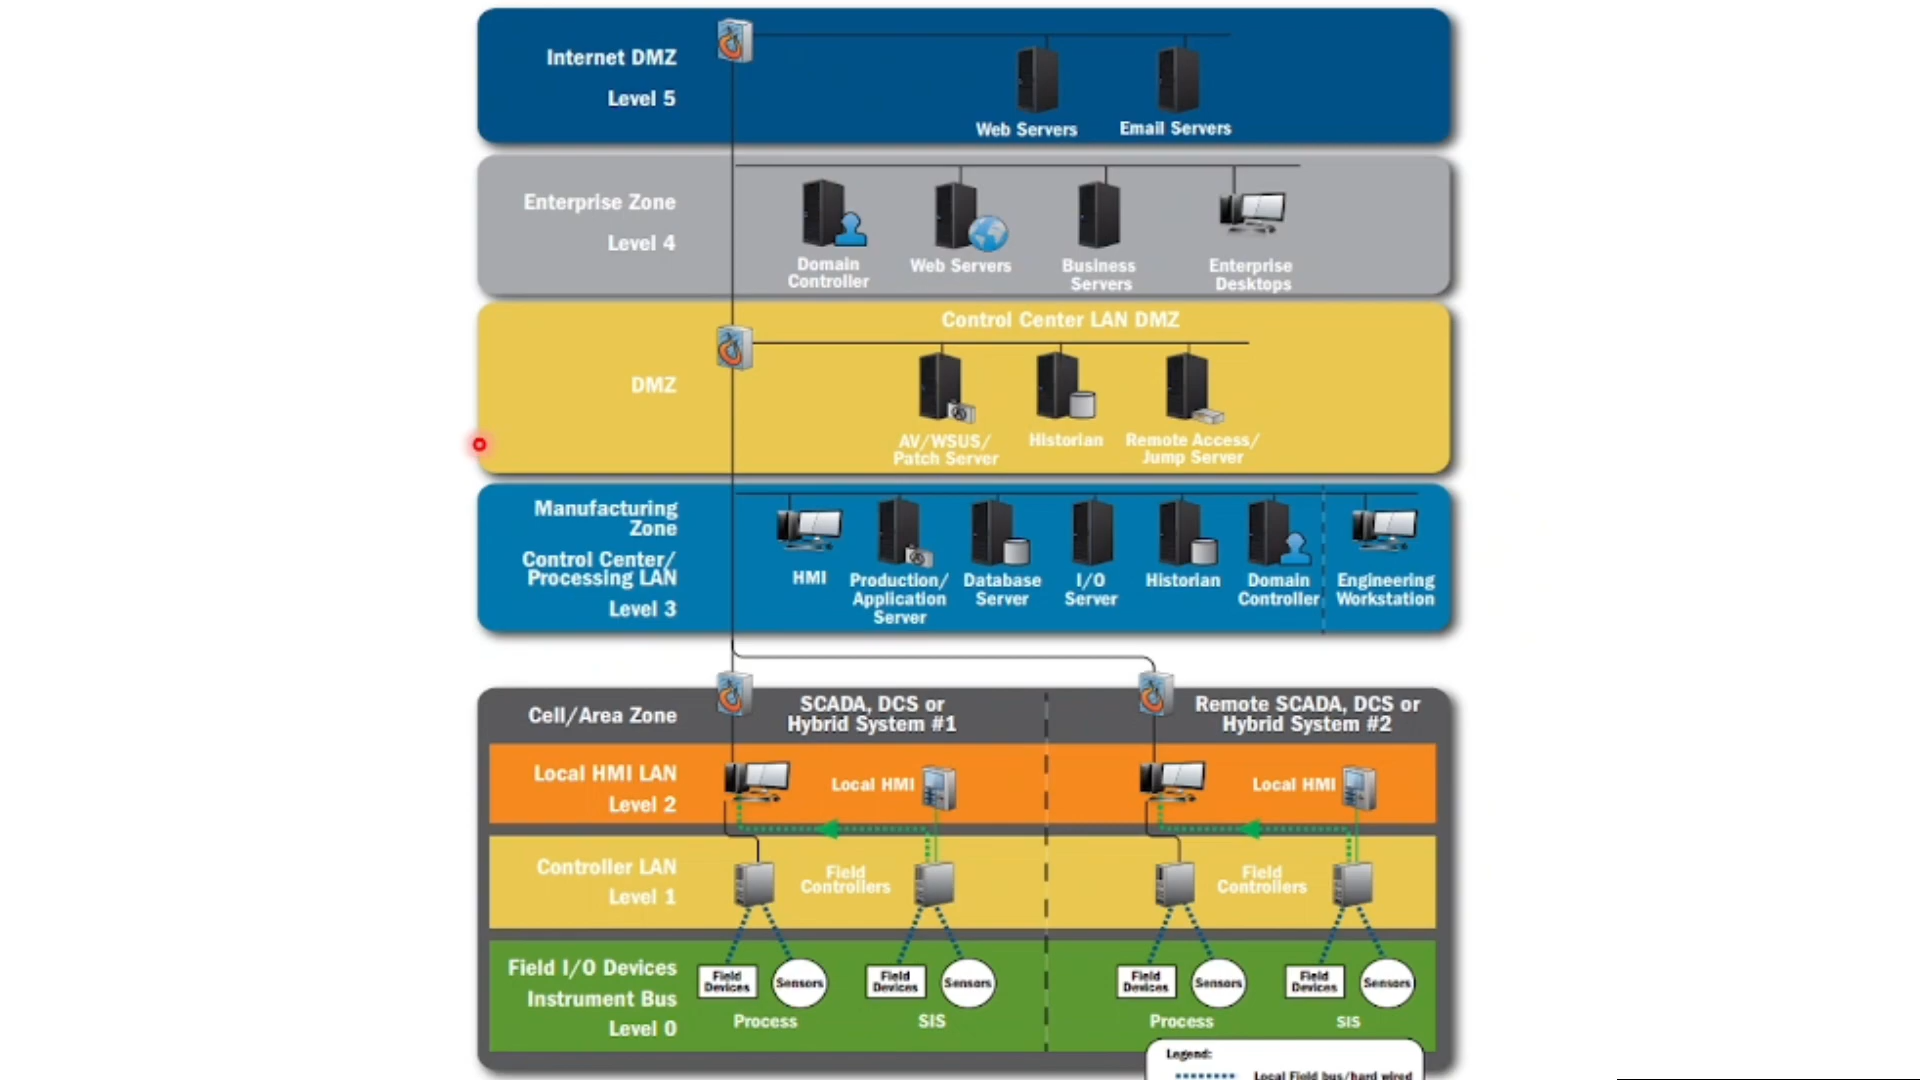 Internet DMZ
Level 5
Web Servers
Email Servers
Enterprise Zone
Level 4
Domain
Controller
Web Servers
Business
Servers
Enterprise
Desktops
Control Center LAN DMZ
DMZ
AV/WSUS/
Patch Server
Historian
Remote Access/
Jump Server
Manufacturing
Zone
Control Center/
Processing LAN
Level 3
HMI
Production/
Application
Server
Database
Server
I/O
Server
Historian
Domain
Controller
Engineering
Workstation
Cell/Area Zone
SCADA, DCS or
Hybrid System #1
Remote SCADA, DCS or
Hybrid System #2
Local HMI LAN
Level 2
Local HMI
Local HMI
Controller LAN
Level 1
Field
Controllers
Field
Controllers
Field I/O Devices
Instrument Bus
Level 0
Field
Devices
Sensors
Process
Field
Devices
Sensors
SIS
Field
Devices
Sensors
Process
Field
Devices
Sensors
SIS
Legend:
Local Field bus/hard wired